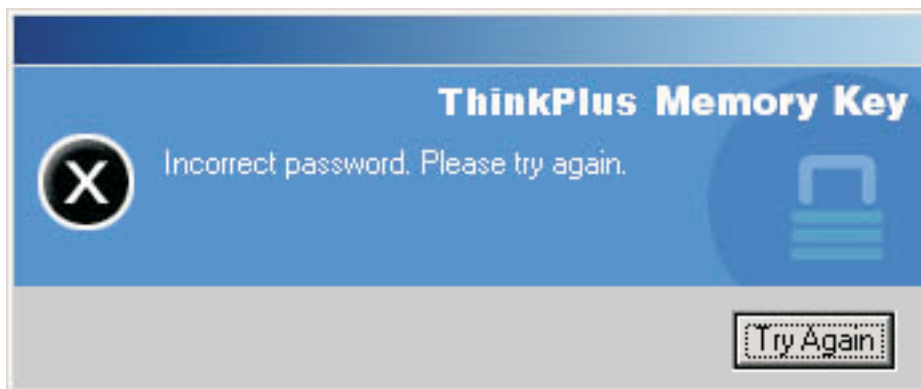 ThinkPlus Memory Key
Incorrect password. Please try again.
Try Again